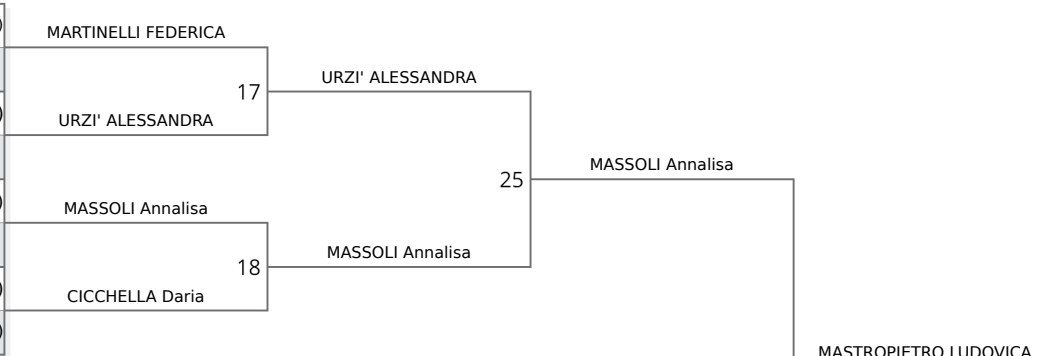 MARTINELLI FEDERICA
URZI' ALESSANDRA
17
URZI' ALESSANDRA
MASSOLI Annalisa
25
MASSOLI Annalisa
MASSOLI Annalisa
18
CICCHELLA Daria
MASTROPIETRO LUDOVICA